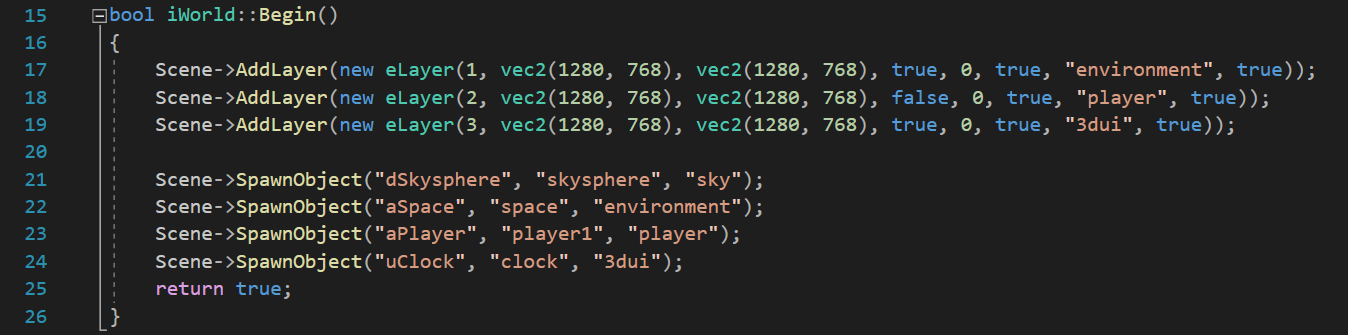 15 bool iWorld::Begin()
16 {
17 Scene->AddLayer(new eLayer(1, vec2(1280, 768), vec2(1280, 768), true, 0, true, "environment", true));
18 Scene->AddLayer(new eLayer(2, vec2(1280, 768), vec2(1280, 768), false, 0, true, "player", true));
19 Scene->AddLayer(new eLayer(3, vec2(1280, 768), vec2(1280, 768), true, 0, true, "3dui", true));
20
21 Scene->SpawnObject("dSkysphere", "skysphere", "sky");
22 Scene->SpawnObject("aSpace", "space", "environment");
23 Scene->SpawnObject("aPlayer", "player1", "player");
24 Scene->SpawnObject("uClock", "clock", "3dui");
25 return true;
26 }